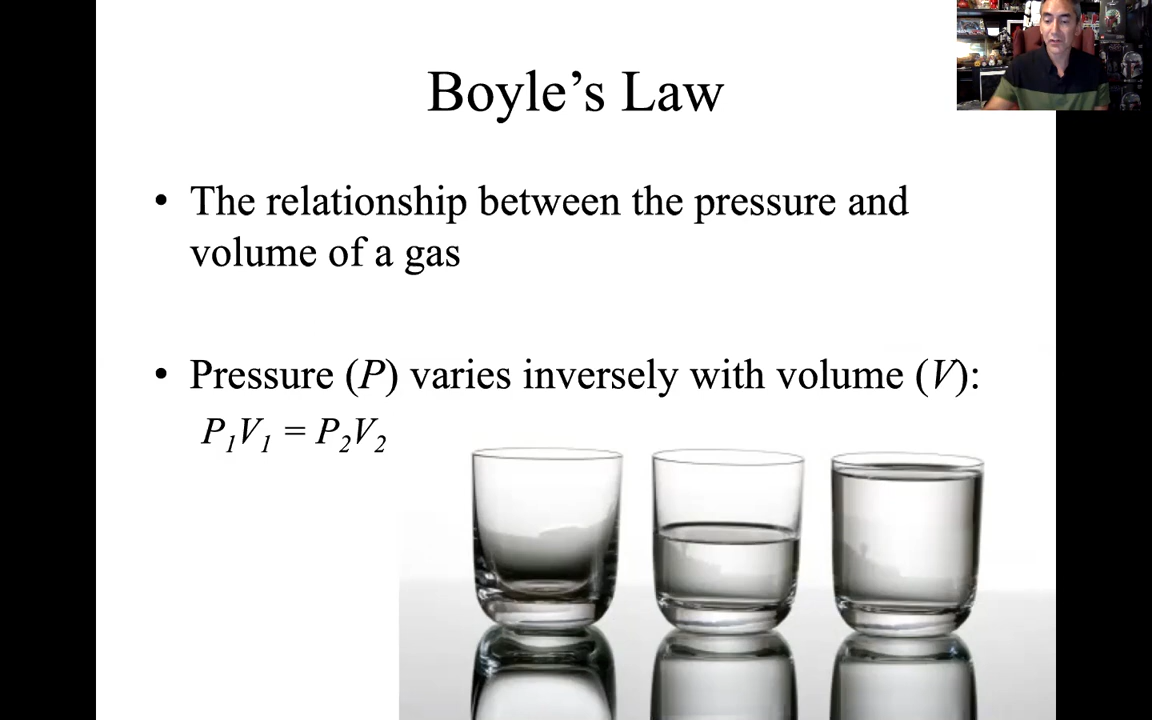 Boyle’s Law
• The relationship between the pressure and
volume of a gas
• Pressure (P) varies inversely with volume (V):
P₁V₁ = P₂V₂